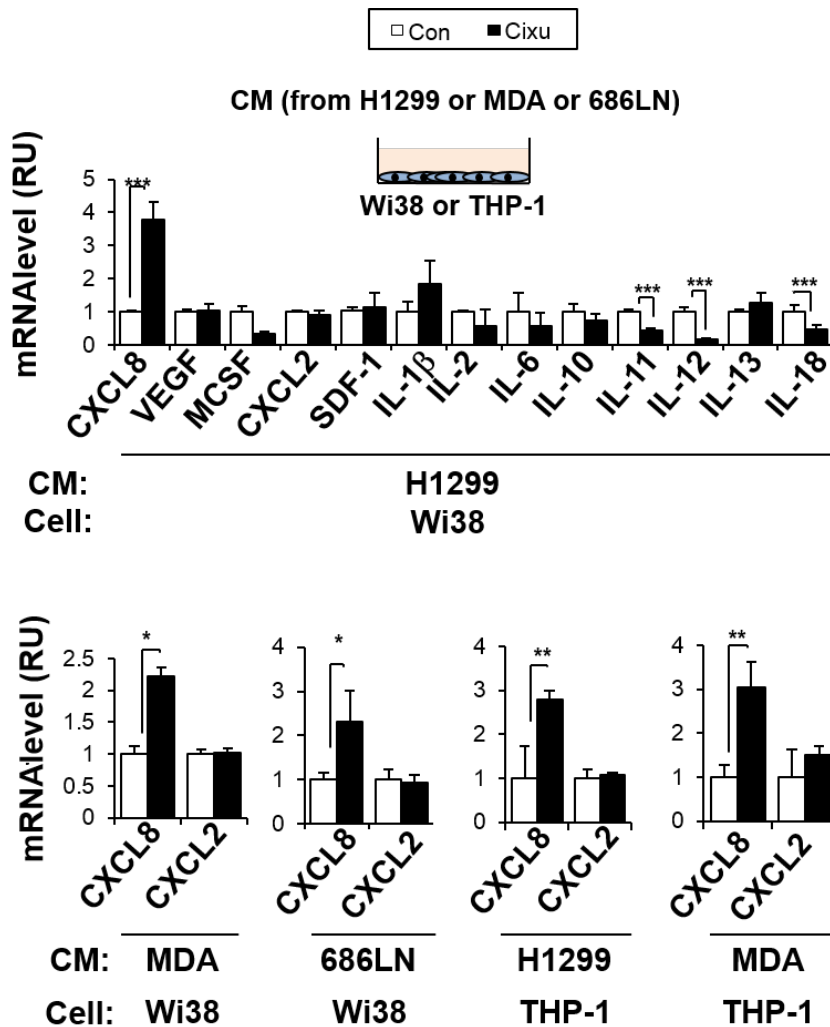 Con Cixu
CM (from H1299 or MDA or 686LN)
Wi38 or THP-1
mRNAlevel (RU)
5
4
3
2
1
0
***
***
***
***
CXCL8 VEGF MCSF CXCL2 SDF-1 IL-1β IL-2 IL-6 IL-10 IL-11 IL-12 IL-13 IL-18
CM: H1299
Cell: Wi38
mRNAlevel (RU)
2.5
2
1.5
1
0.5
0
*
CXCL8 CXCL2
4
3
2
1
0
*
CXCL8 CXCL2
4
3
2
1
0
**
CXCL8 CXCL2
4
3
2
1
0
**
CXCL8 CXCL2
CM: MDA 686LN H1299 MDA
Cell: Wi38 Wi38 THP-1 THP-1